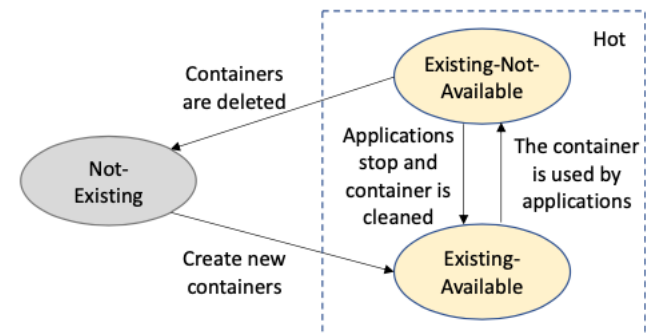 Hot
Existing-Not-
Available
Containers
are deleted
Applications
stop and
container is
cleaned
The container
is used by
applications
Not-
Existing
Create new
containers
Existing-
Available